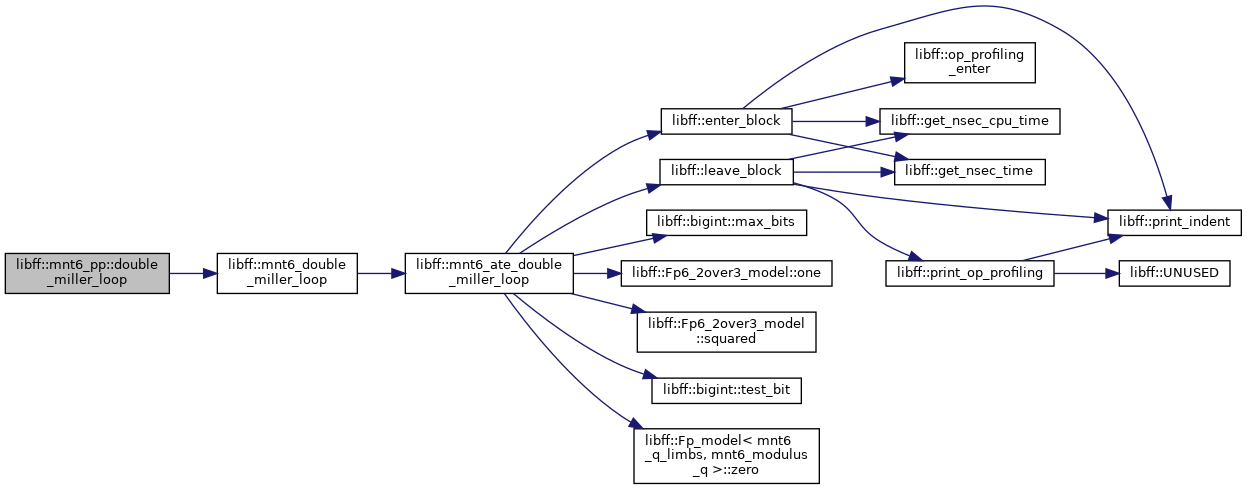 libff::mnt6_pp::double
_miller_loop
libff::mnt6_double
_miller_loop
libff::mnt6_ate_double
_miller_loop
libff::enter_block
libff::leave_block
libff::bigint::max_bits
libff::Fp6_2over3_model::one
libff::Fp6_2over3_model
::squared
libff::bigint::test_bit
libff::Fp_model< mnt6
_q_limbs, mnt6_modulus
_q >::zero
libff::op_profiling
_enter
libff::get_nsec_cpu_time
libff::get_nsec_time
libff::print_op_profiling
libff::print_indent
libff::UNUSED